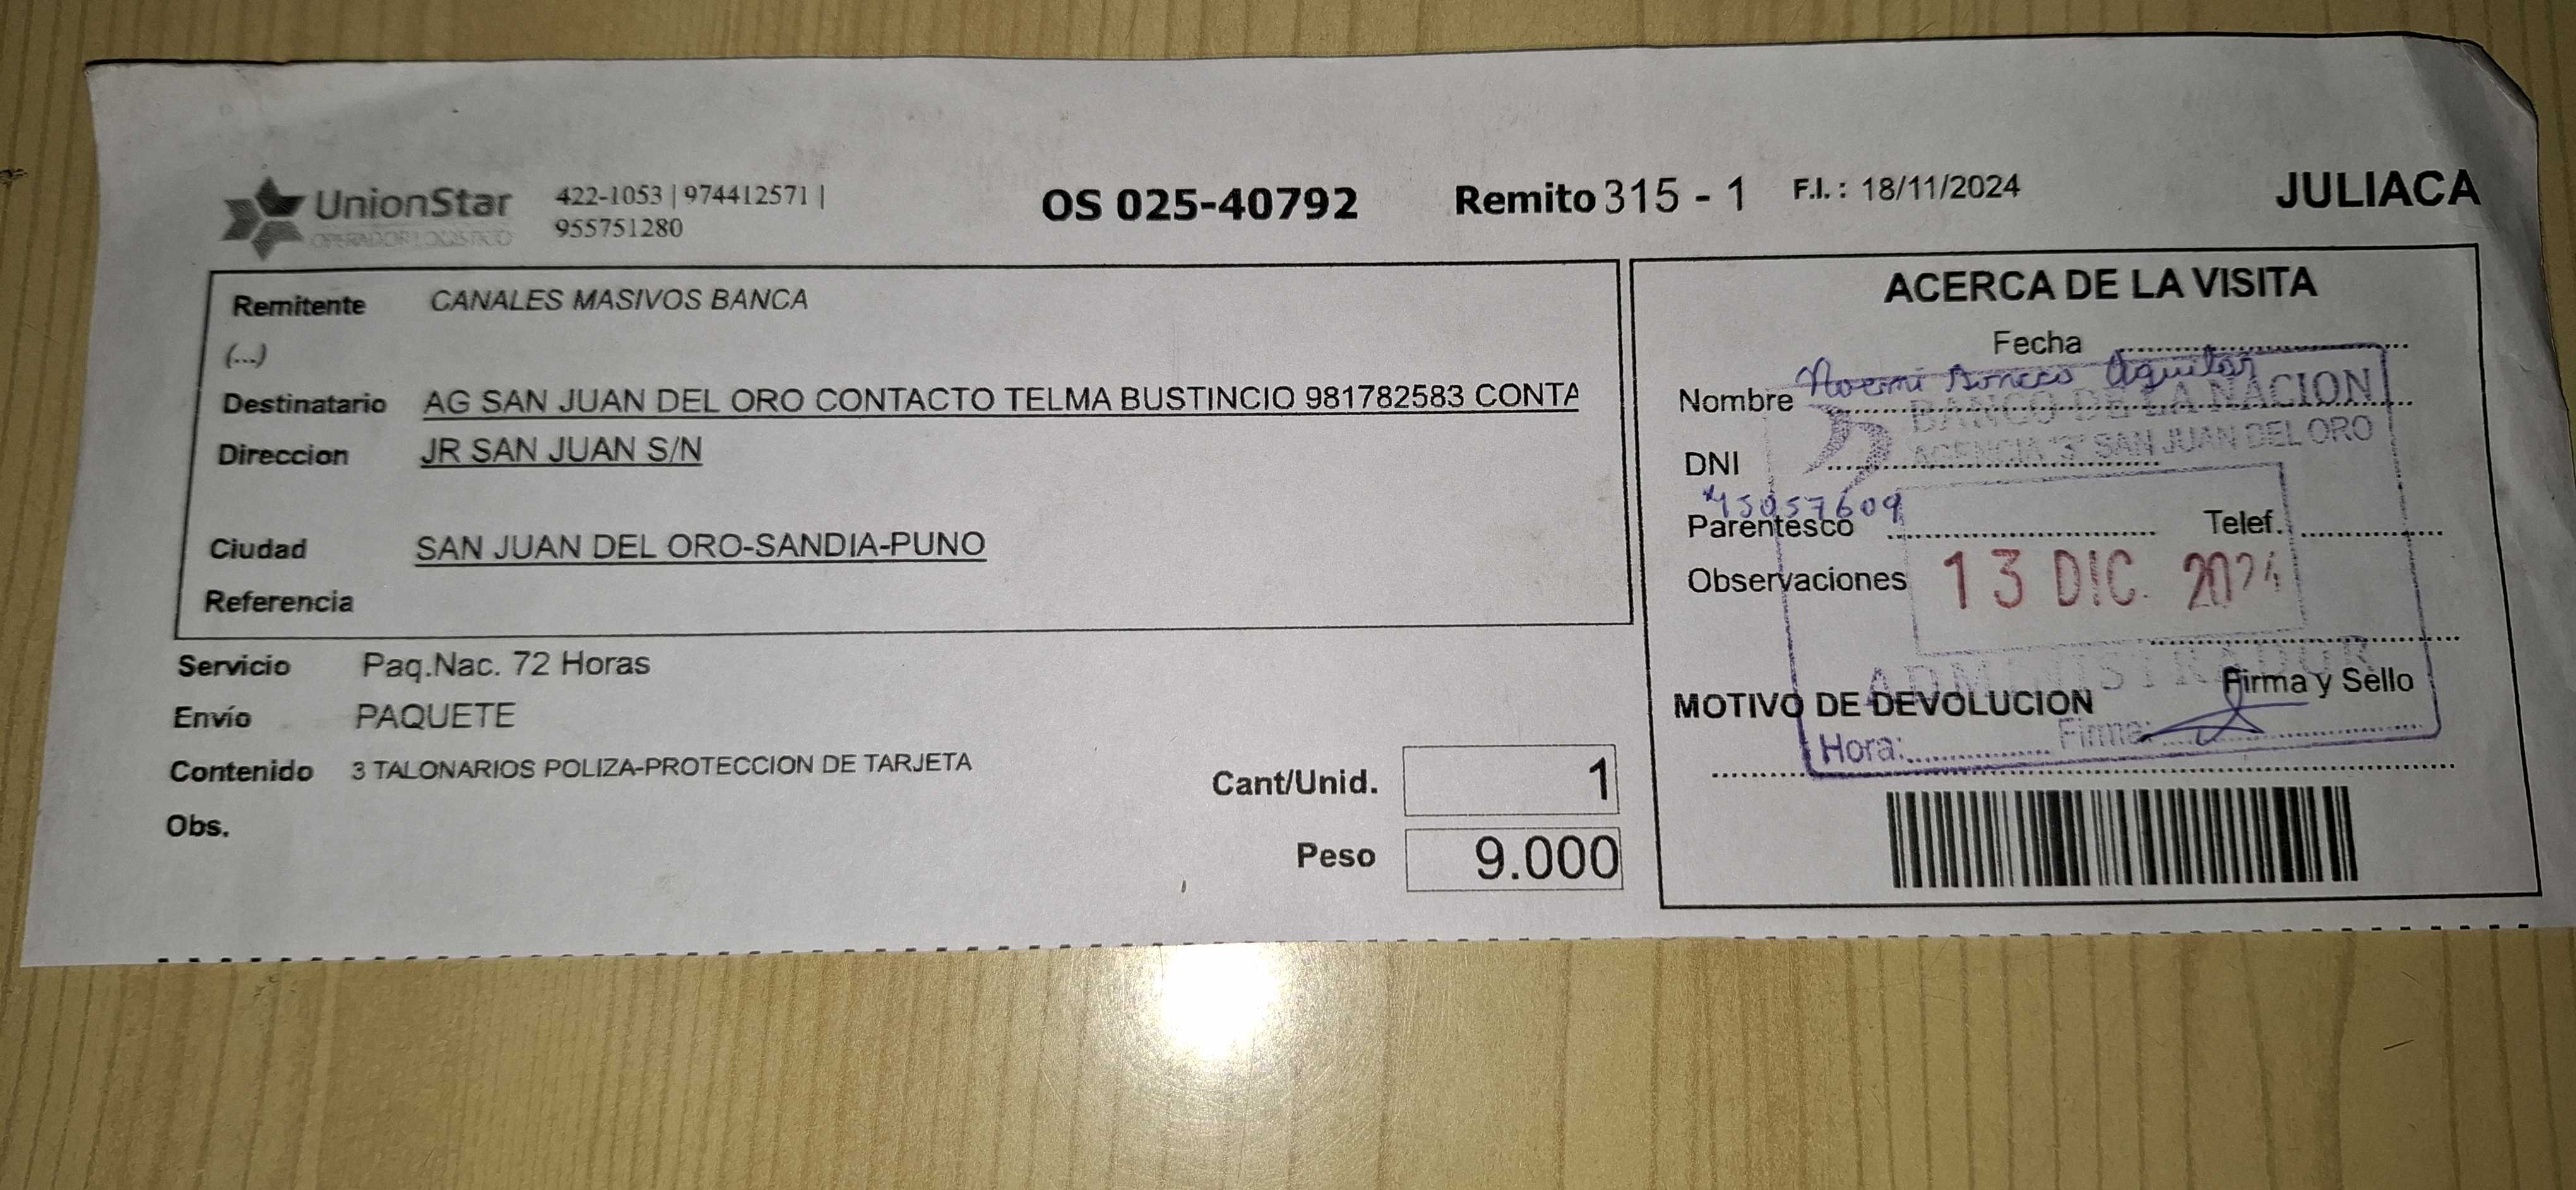 UnionStar
OPERADOR LOGISTICO
422-1053 | 974412571 |
955751280
OS 025-40792
Remito 315 - 1
F.I. : 18/11/2024
JULIACA
Remitente CANALES MASIVOS BANCA
(...)
Destinatario AG SAN JUAN DEL ORO CONTACTO TELMA BUSTINCIO 981782583 CONTA
Direccion JR SAN JUAN S/N
Ciudad SAN JUAN DEL ORO-SANDIA-PUNO
Referencia
Servicio Paq.Nac. 72 Horas
Envío PAQUETE
Contenido 3 TALONARIOS POLIZA-PROTECCION DE TARJETA
Obs.
Cant/Unid. 1
Peso 9.000
ACERCA DE LA VISITA
Fecha
Nombre Noemi Aguilar
BANCO DE LA NACION
AGENCIA "3" SAN JUAN DEL ORO
DNI
45057609
Parentesco Telef.
Observaciones
13 DIC. 2024
ADMINISTRADOR
Firma y Sello
MOTIVO DE DEVOLUCION
Hora: Firma: